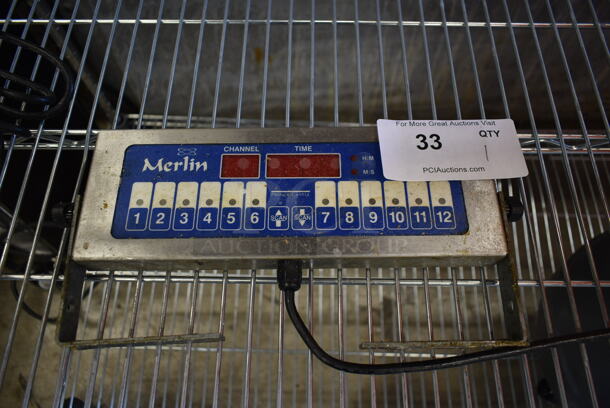 For More Great Auctions Visit
33
QTY
1
PCIAuctions.com
CHANNEL
TIME
Merlin
H/M
M/S
1 2 3 4 5 6 SCAN SCAN 7 8 9 10 11 12
AUCTION GROUP